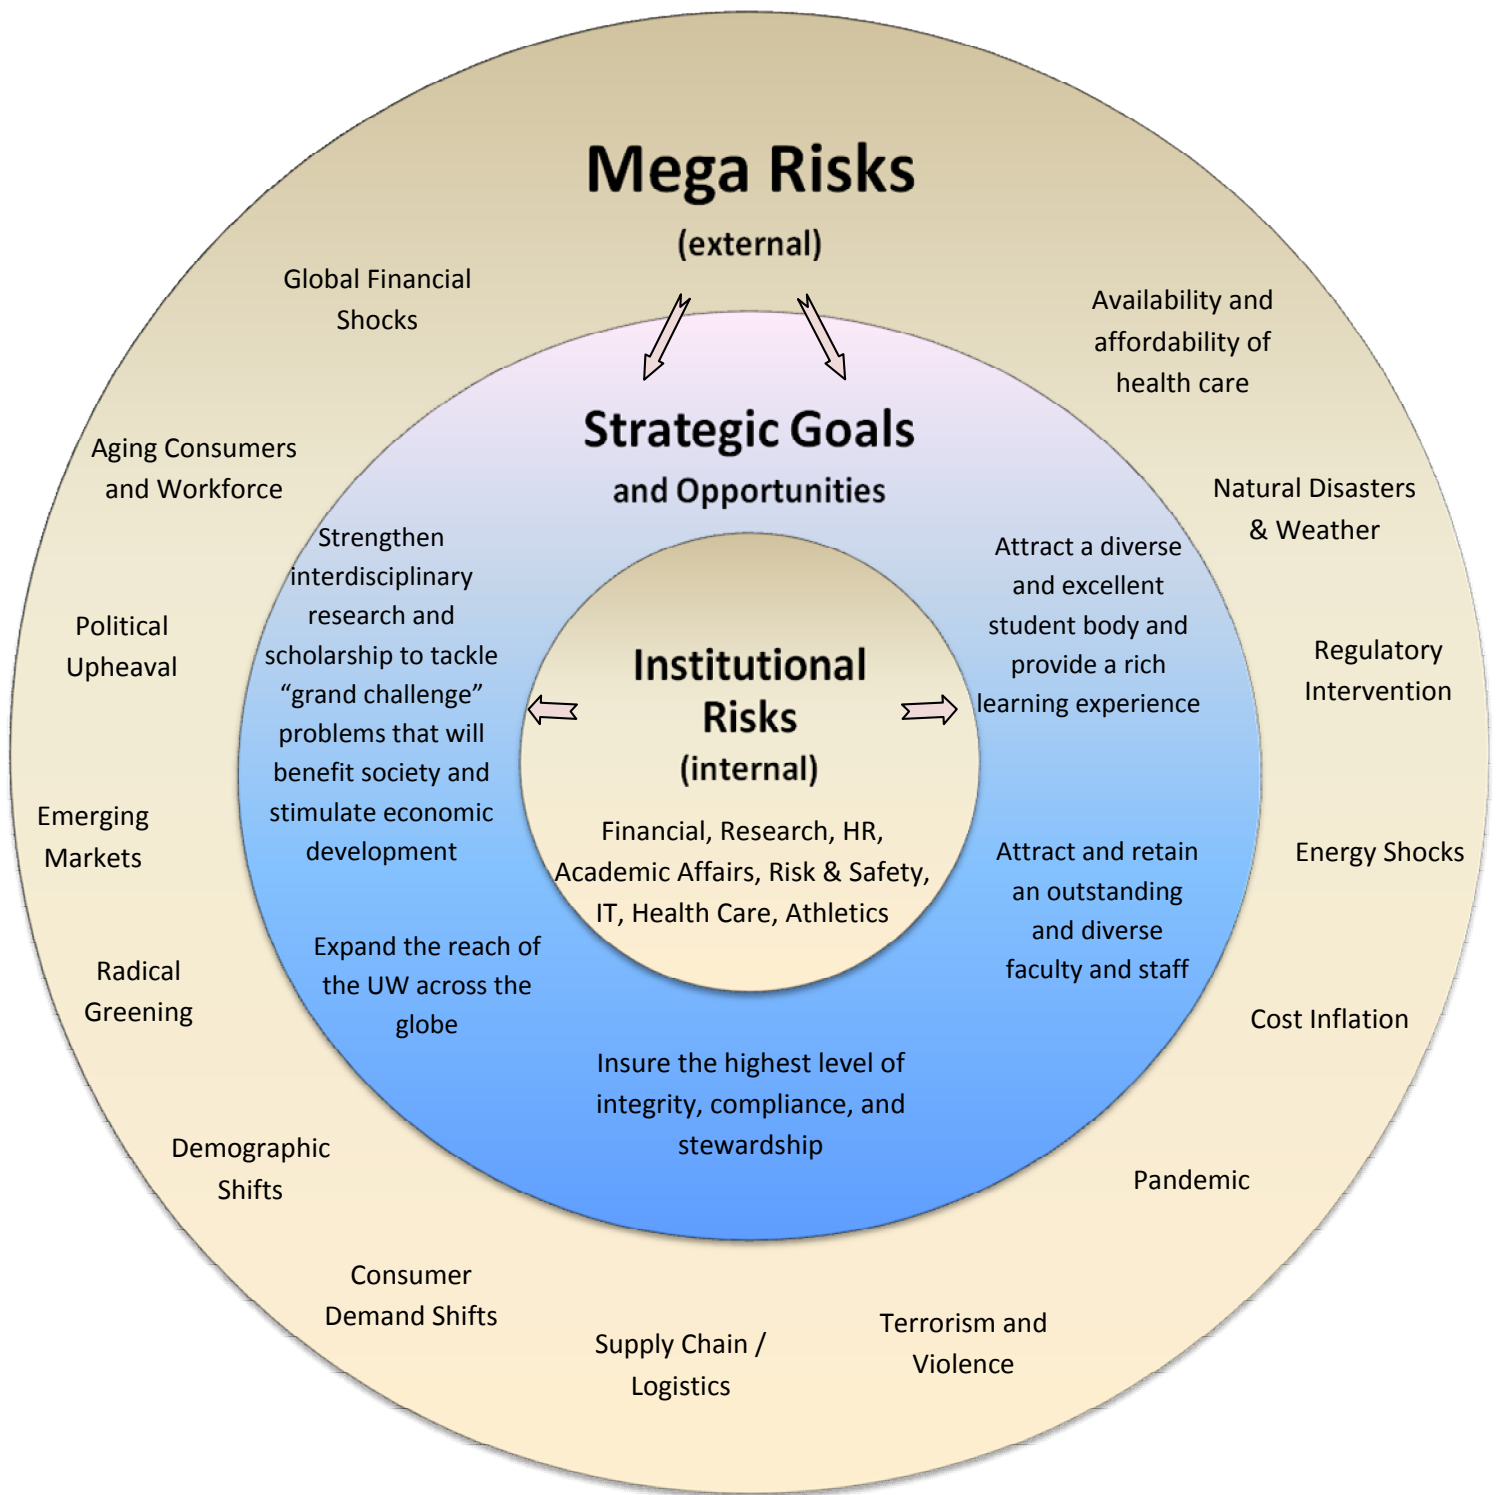 Mega Risks
(external)
Global Financial
Shocks
Availability and
affordability of
health care
Aging Consumers
and Workforce
Natural Disasters
& Weather
Political
Upheaval
Regulatory
Intervention
Emerging
Markets
Energy Shocks
Radical
Greening
Cost Inflation
Demographic
Shifts
Pandemic
Consumer
Demand Shifts
Supply Chain /
Logistics
Terrorism and
Violence
Strategic Goals
and Opportunities
Strengthen
interdisciplinary
research and
scholarship to tackle
“grand challenge”
problems that will
benefit society and
stimulate economic
development
Attract a diverse
and excellent
student body and
provide a rich
learning experience
Expand the reach of
the UW across the
globe
Attract and retain
an outstanding
and diverse
faculty and staff
Insure the highest level of
integrity, compliance, and
stewardship
Institutional
Risks
(internal)
Financial, Research, HR,
Academic Affairs, Risk & Safety,
IT, Health Care, Athletics